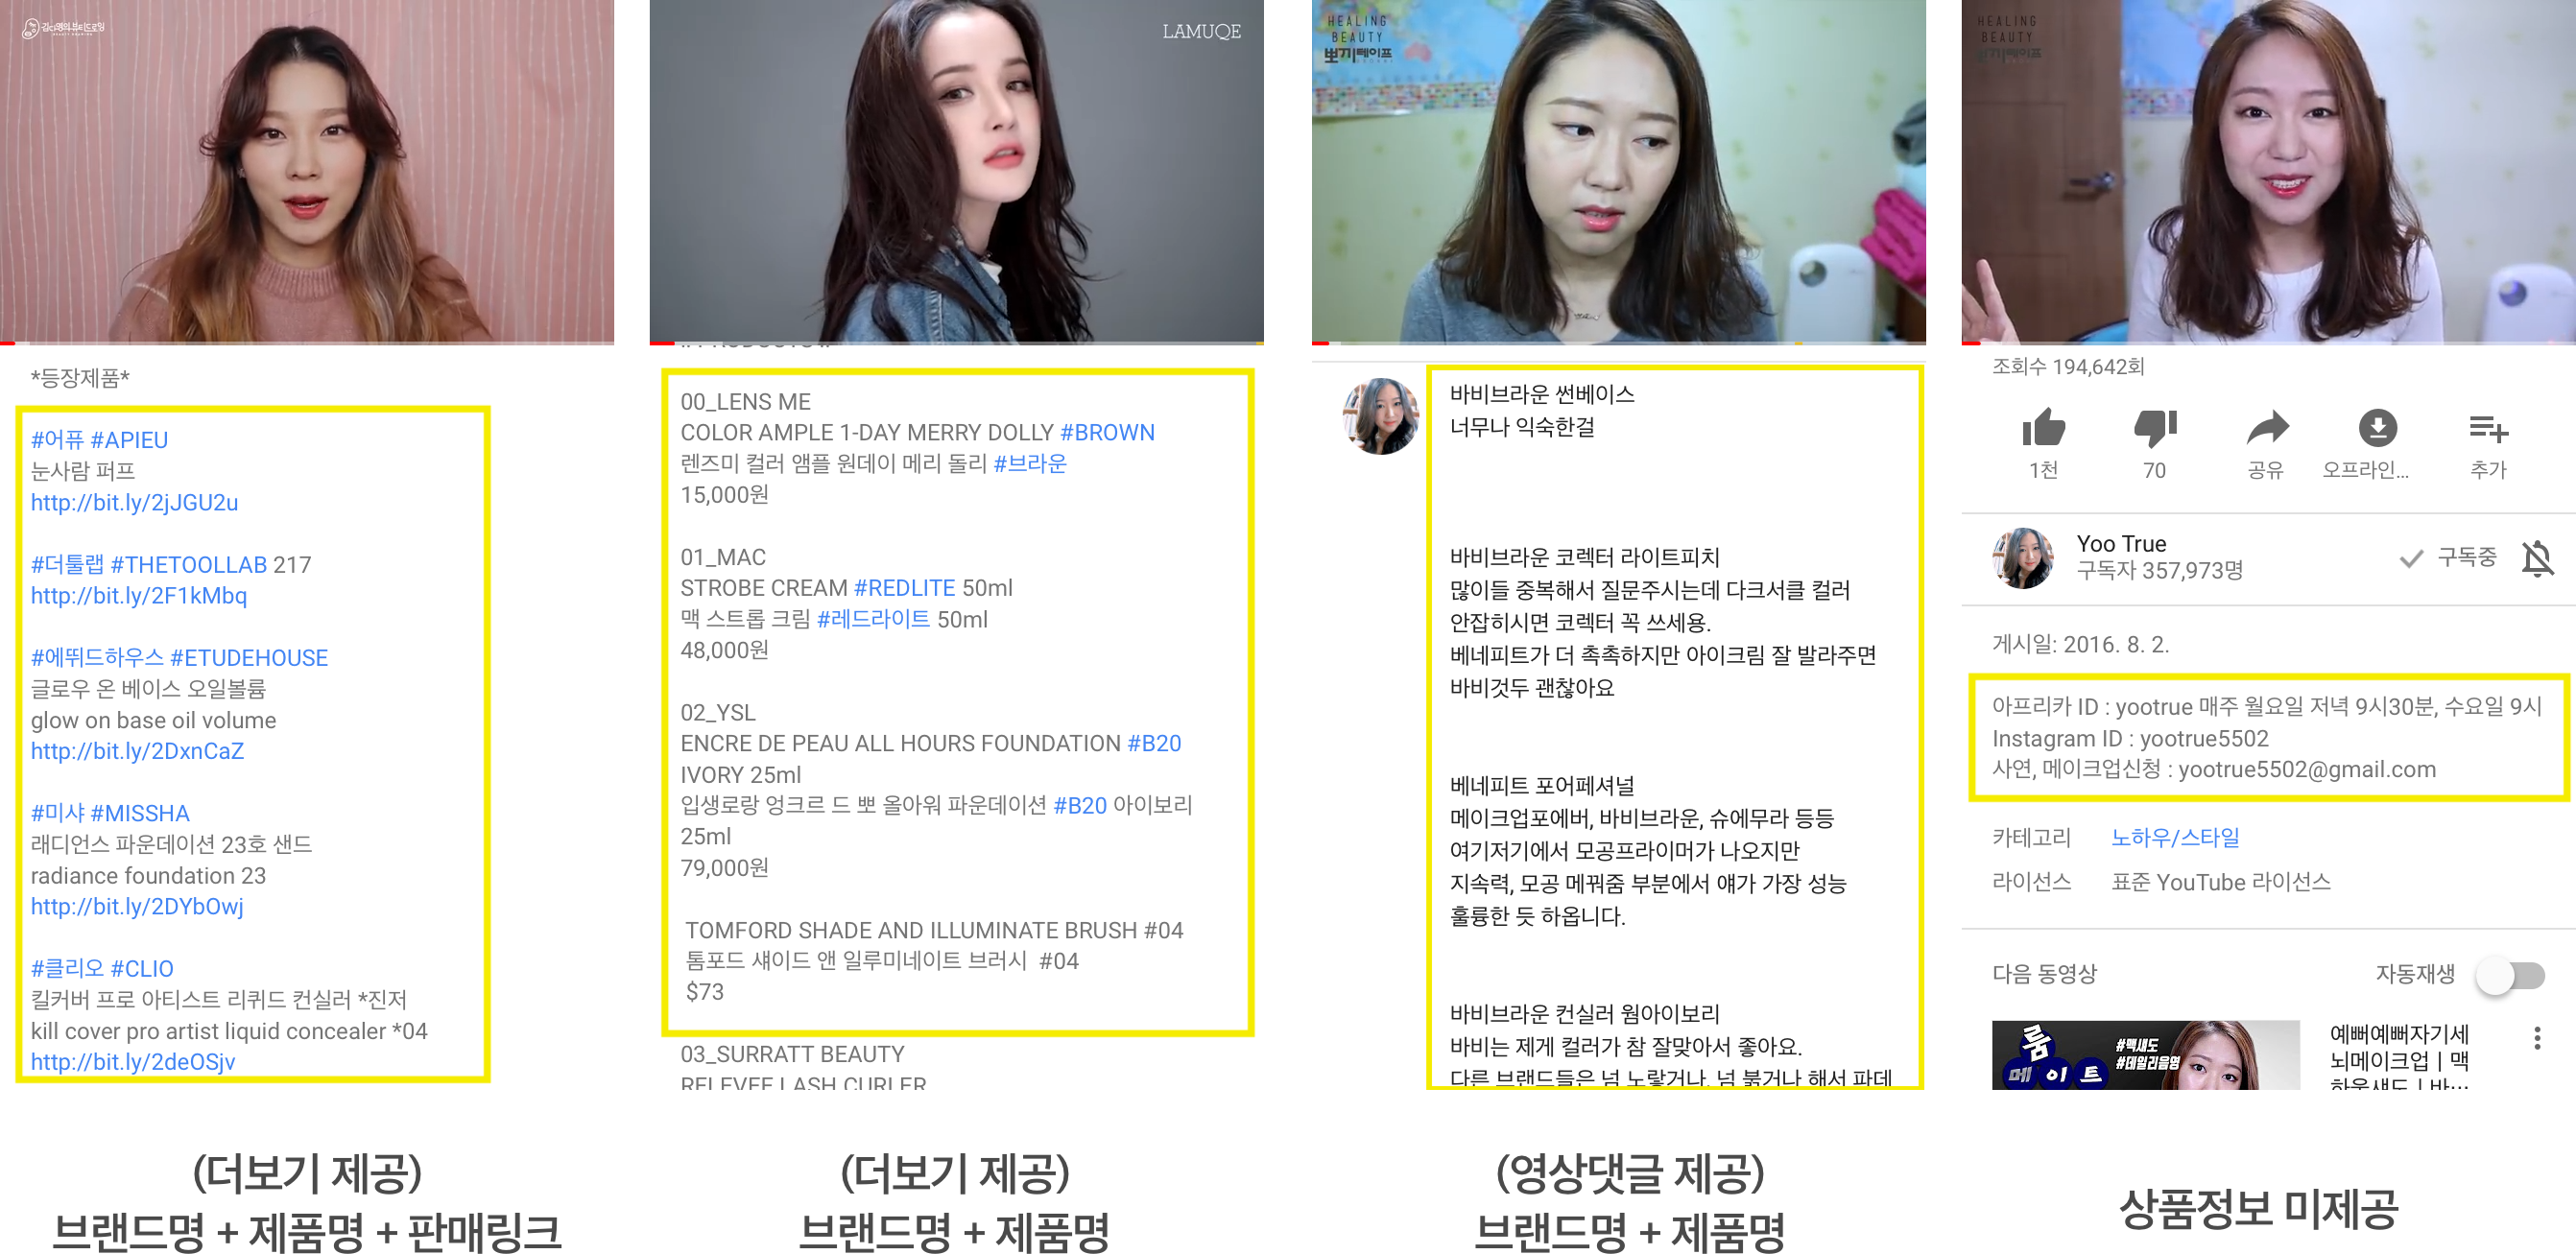 김다영의 뷰티드로잉
*등장제품*
#어퓨 #APIEU
눈사람 퍼프
http://bit.ly/2jJGU2u
#더툴랩 #THETOOLLAB 217
http://bit.ly/2F1kMbq
#에뛰드하우스 #ETUDEHOUSE
글로우 온 베이스 오일볼륨
glow on base oil volume
http://bit.ly/2DxnCaZ
#미샤 #MISSHA
래디언스 파운데이션 23호 샌드
radiance foundation 23
http://bit.ly/2DYbOwj
#클리오 #CLIO
킬커버 프로 아티스트 리퀴드 컨실러 *진저
kill cover pro artist liquid concealer *04
http://bit.ly/2deOSjv
(더보기 제공)
브랜드명 + 제품명 + 판매링크
LAMUQE
00_LENS ME
COLOR AMPLE 1-DAY MERRY DOLLY #BROWN
렌즈미 컬러 앰플 원데이 메리 돌리 #브라운
15,000원
01_MAC
STROBE CREAM #REDLITE 50ml
맥 스트롭 크림 #레드라이트 50ml
48,000원
02_YSL
ENCRE DE PEAU ALL HOURS FOUNDATION #B20
IVORY 25ml
입생로랑 엉크르 드 뽀 올아워 파운데이션 #B20 아이보리
25ml
79,000원
TOMFORD SHADE AND ILLUMINATE BRUSH #04
톰포드 섀이드 앤 일루미네이트 브러시 #04
$73
03_SURRATT BEAUTY
RELEVEE LASH CURLER
(더보기 제공)
브랜드명 + 제품명
HEALING
BEAUTY
뽀끼테이프
바비브라운 썬베이스
너무나 익숙한걸
바비브라운 코렉터 라이트피치
많이들 중복해서 질문주시는데 다크서클 컬러
안잡히시면 코렉터 꼭 쓰세용.
베네피트가 더 촉촉하지만 아이크림 잘 발라주면
바비것두 괜찮아요
베네피트 포어페셔널
메이크업포에버, 바비브라운, 슈에무라 등등
여기저기에서 모공프라이머가 나오지만
지속력, 모공 메꿔줌 부분에서 얘가 가장 성능
훌륭한 듯 하옵니다.
바비브라운 컨실러 웜아이보리
바비는 제게 컬러가 참 잘맞아서 좋아요.
다른 브랜드들은 넘 노랗거나, 넘 붉거나 해서 파데
(영상댓글 제공)
브랜드명 + 제품명
HEALING
BEAUTY
뽀끼테이프
조회수 194,642회
1천
70
공유
오프라인...
추가
Yoo True
구독자 357,973명
구독중
게시일: 2016. 8. 2.
아프리카 ID : yootrue 매주 월요일 저녁 9시30분, 수요일 9시
Instagram ID : yootrue5502
사연, 메이크업신청 : yootrue5502@gmail.com
카테고리 노하우/스타일
라이선스 표준 YouTube 라이선스
다음 동영상
자동재생
룸
메이트
#맥섀도
#데일리음영
예뻐예뻐자기세
뇌메이크업 | 맥
상품정보 미제공